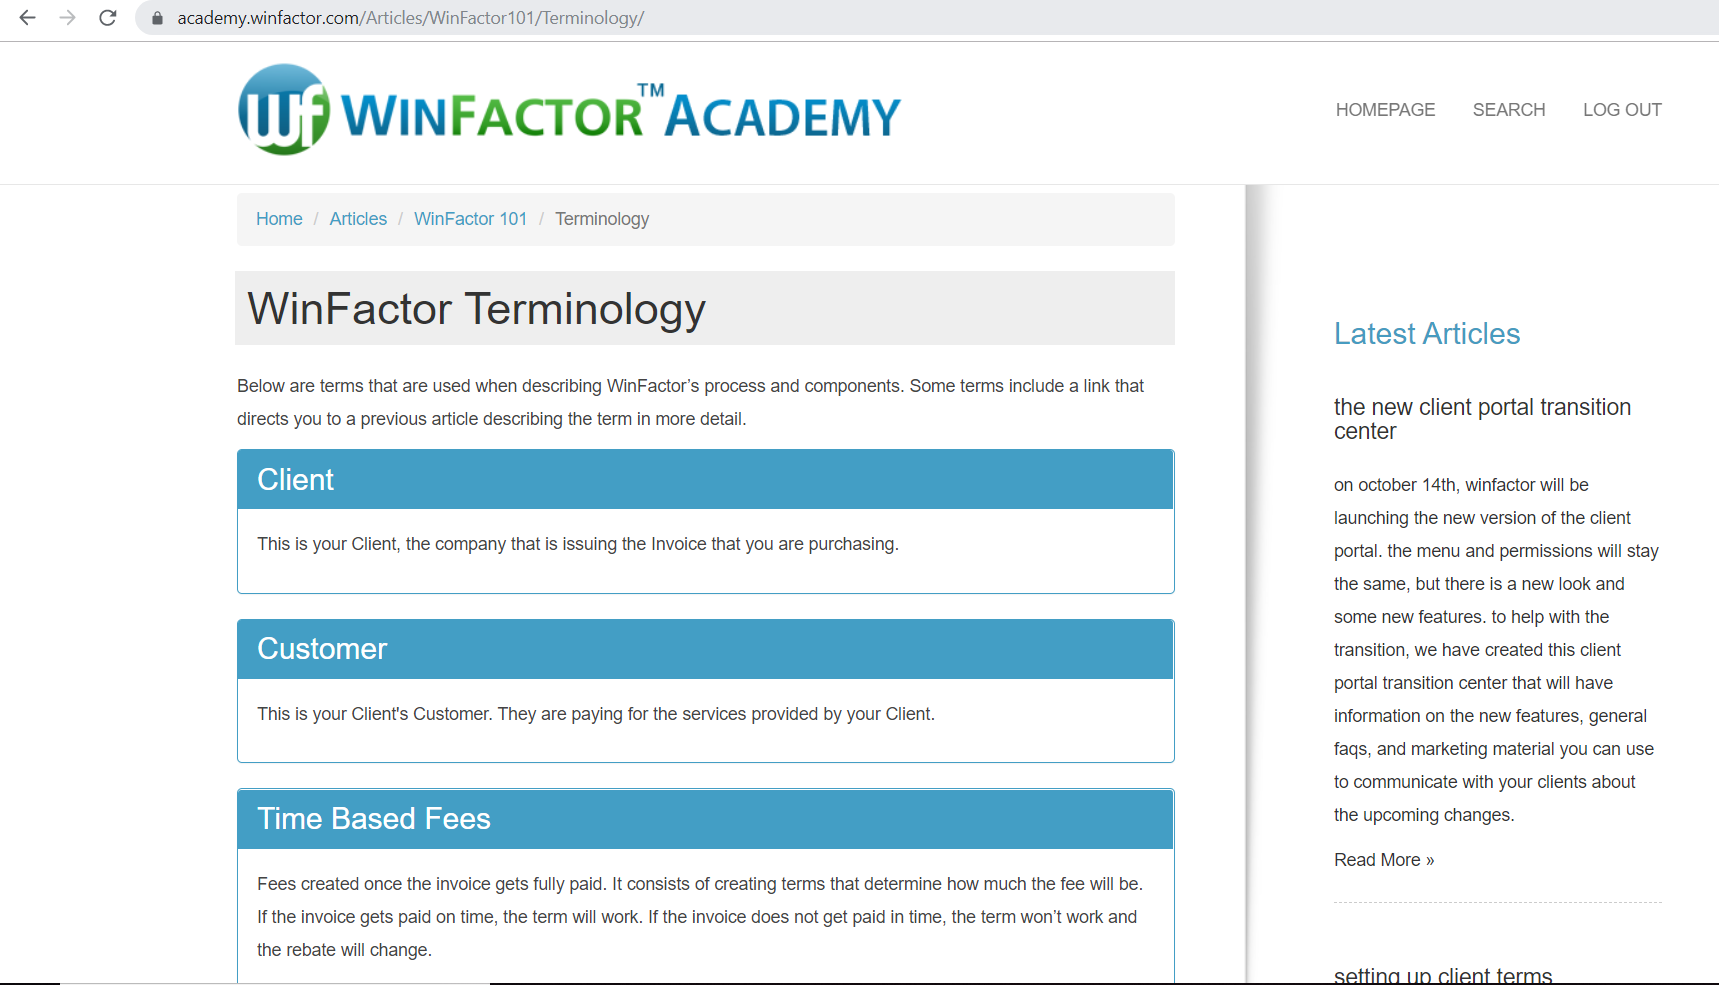 academy.winfactor.com/Articles/WinFactor101/Terminology/
Wf WINFACTOR™ ACADEMY
HOMEPAGE SEARCH LOG OUT
Home / Articles / WinFactor 101 / Terminology
WinFactor Terminology
Below are terms that are used when describing WinFactor’s process and components. Some terms include a link that
directs you to a previous article describing the term in more detail.
Client
This is your Client, the company that is issuing the Invoice that you are purchasing.
Customer
This is your Client's Customer. They are paying for the services provided by your Client.
Time Based Fees
Fees created once the invoice gets fully paid. It consists of creating terms that determine how much the fee will be.
If the invoice gets paid on time, the term will work. If the invoice does not get paid in time, the term won’t work and
the rebate will change.
Latest Articles
the new client portal transition
center
on october 14th, winfactor will be
launching the new version of the client
portal. the menu and permissions will stay
the same, but there is a new look and
some new features. to help with the
transition, we have created this client
portal transition center that will have
information on the new features, general
faqs, and marketing material you can use
to communicate with your clients about
the upcoming changes.
Read More »
setting up client terms